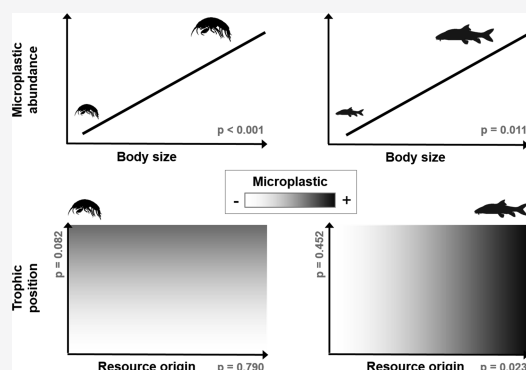 Microplastic
abundance
p < 0.001
Body size
p = 0.011
Body size
Microplastic
- +
Trophic
position
p = 0.082
Resource origin
p = 0.790
p = 0.452
Resource origin
p = 0.023